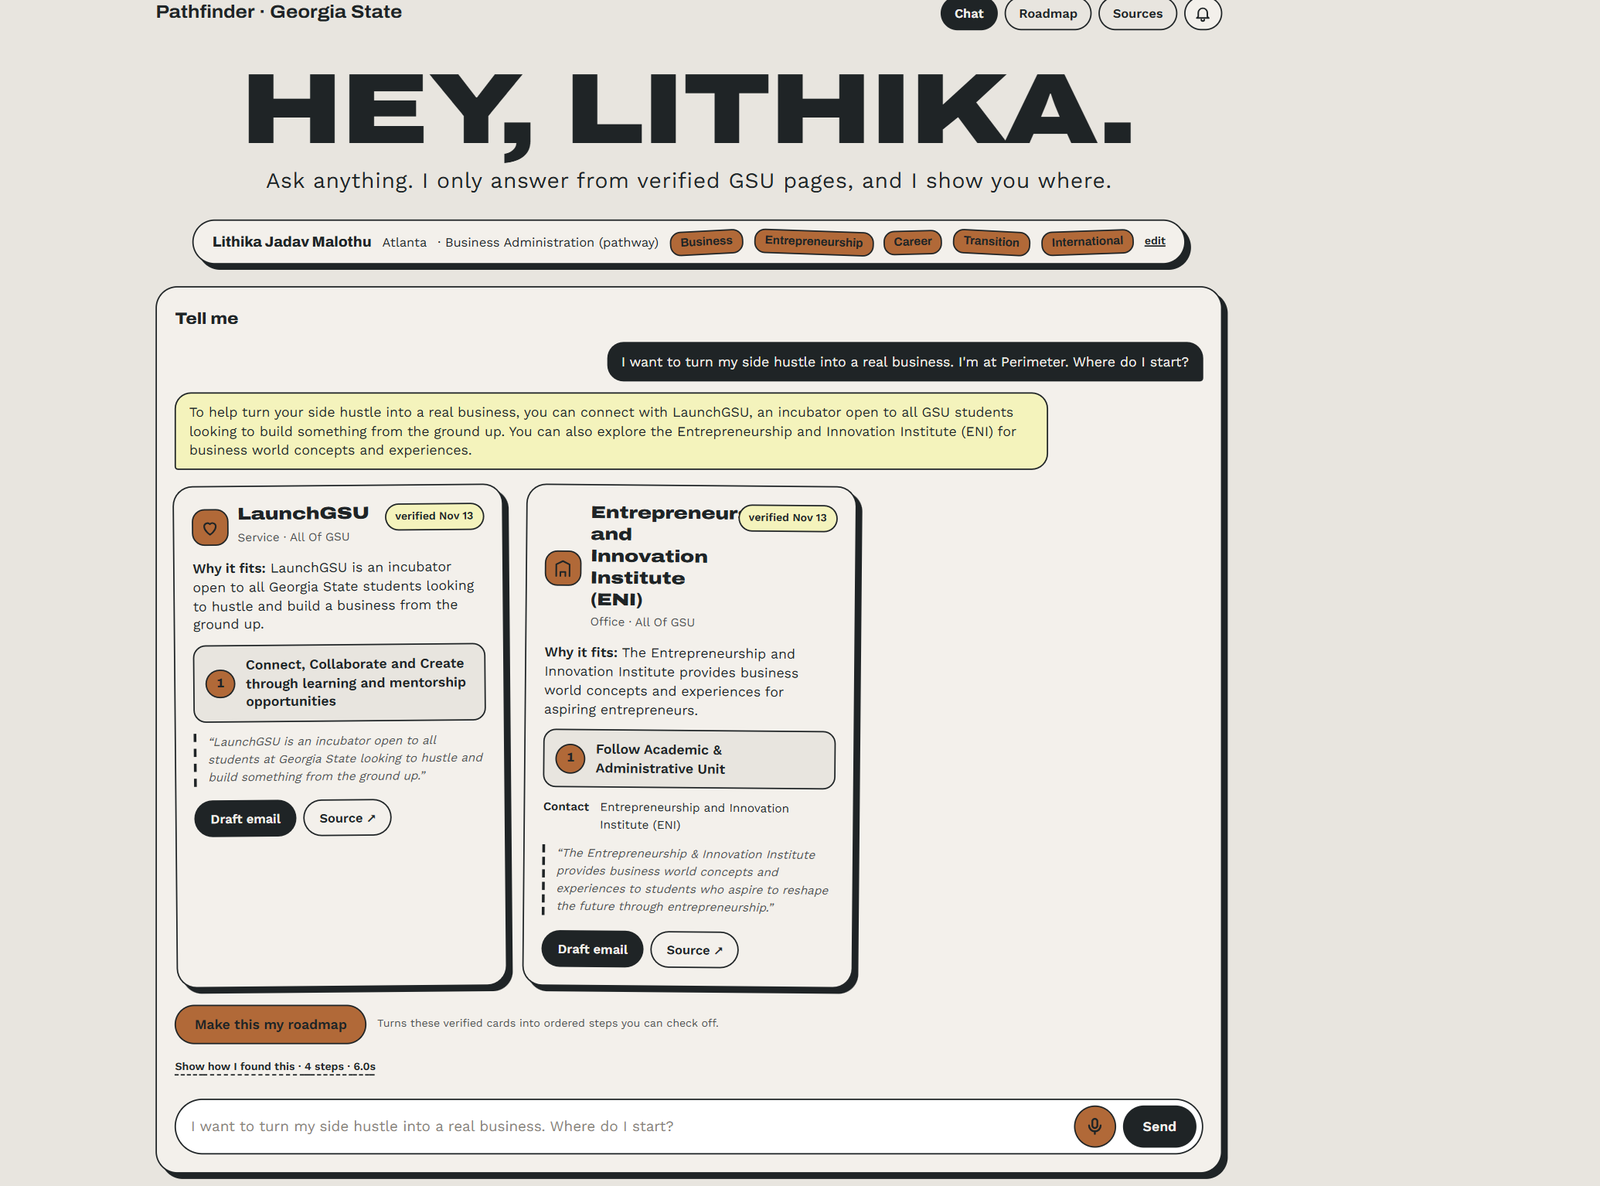 Pathfinder · Georgia State
Chat
Roadmap
Sources
HEY, LITHIKA.
Ask anything. I only answer from verified GSU pages, and I show you where.
Lithika Jadav Malothu
Atlanta · Business Administration (pathway)
Business
Entrepreneurship
Career
Transition
International
edit
Tell me
I want to turn my side hustle into a real business. I'm at Perimeter. Where do I start?
To help turn your side hustle into a real business, you can connect with LaunchGSU, an incubator open to all GSU students
looking to build something from the ground up. You can also explore the Entrepreneurship and Innovation Institute (ENI) for
business world concepts and experiences.
LaunchGSU
verified Nov 13
Service · All Of GSU
Why it fits: LaunchGSU is an incubator
open to all Georgia State students looking
to hustle and build a business from the
ground up.
1
Connect, Collaborate and Create
through learning and mentorship
opportunities
“LaunchGSU is an incubator open to all
students at Georgia State looking to hustle and
build something from the ground up.”
Draft email
Source ↗
Entrepreneur
verified Nov 13
and
Innovation
Institute
(ENI)
Office · All Of GSU
Why it fits: The Entrepreneurship and
Innovation Institute provides business
world concepts and experiences for
aspiring entrepreneurs.
1
Follow Academic &
Administrative Unit
Contact Entrepreneurship and Innovation
Institute (ENI)
“The Entrepreneurship & Innovation Institute
provides business world concepts and
experiences to students who aspire to reshape
the future through entrepreneurship.”
Draft email
Source ↗
Make this my roadmap
Turns these verified cards into ordered steps you can check off.
Show how I found this · 4 steps · 6.0s
I want to turn my side hustle into a real business. Where do I start?
Send